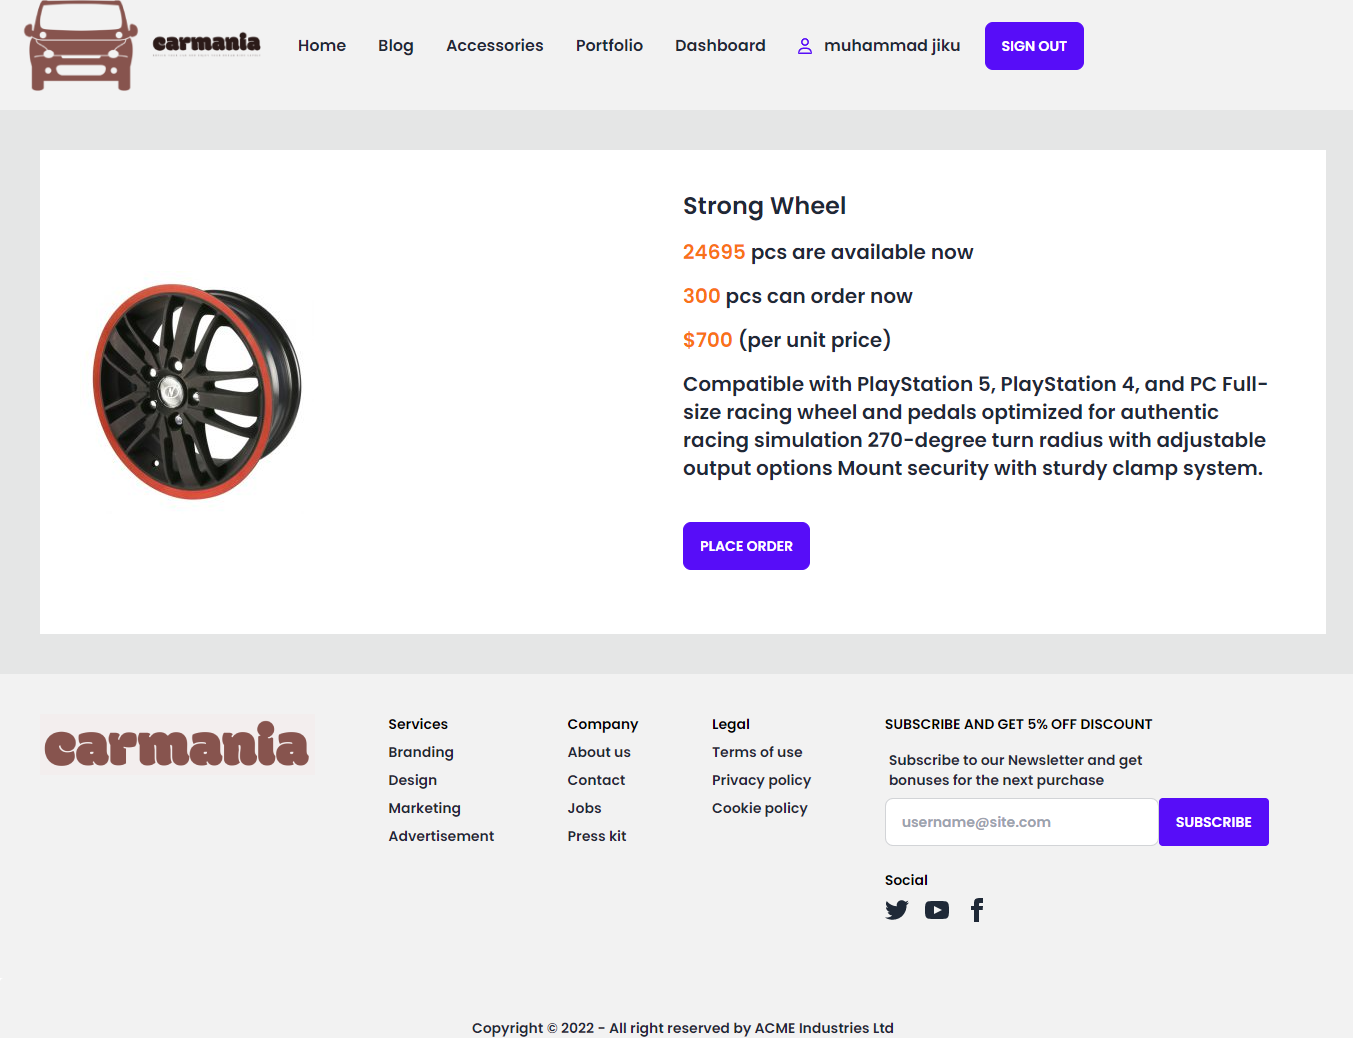 carmania
Home
Blog
Accessories
Portfolio
Dashboard
muhammad jiku
SIGN OUT
Strong Wheel
24695 pcs are available now
300 pcs can order now
$700 (per unit price)
Compatible with PlayStation 5, PlayStation 4, and PC Full-
size racing wheel and pedals optimized for authentic
racing simulation 270-degree turn radius with adjustable
output options Mount security with sturdy clamp system.
PLACE ORDER
carmania
Services
Branding
Design
Marketing
Advertisement
Company
About us
Contact
Jobs
Press kit
Legal
Terms of use
Privacy policy
Cookie policy
SUBSCRIBE AND GET 5% OFF DISCOUNT
Subscribe to our Newsletter and get
bonuses for the next purchase
username@site.com
SUBSCRIBE
Social
Copyright © 2022 - All right reserved by ACME Industries Ltd